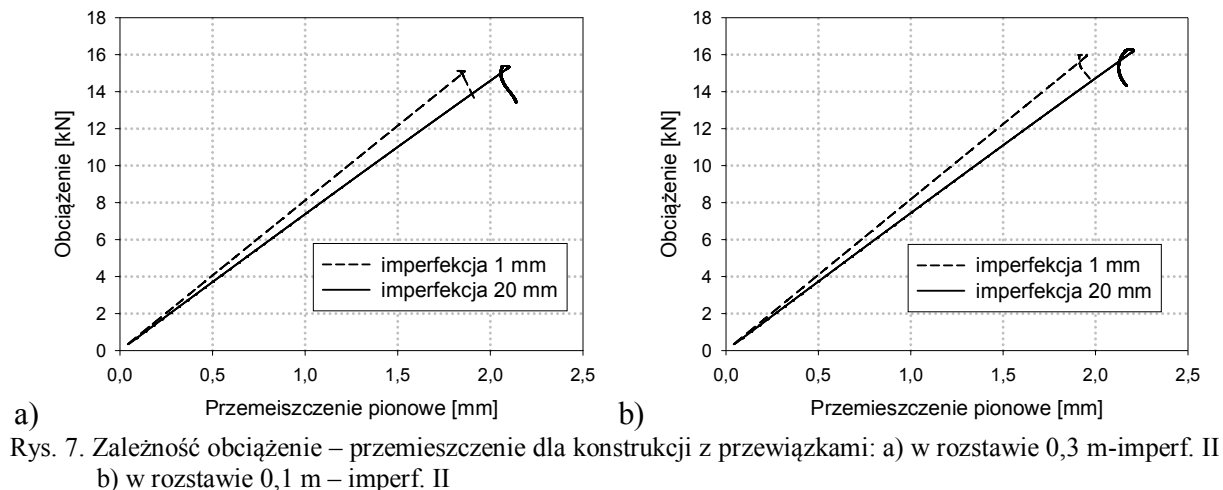 18
16
14
12
10
8
6
4
2
0
Obciążenie [kN]
imperfekcja 1 mm
imperfekcja 20 mm
0,0 0,5 1,0 1,5 2,0 2,5
a) Przemeiszczenie pionowe [mm]
18
16
14
12
10
8
6
4
2
0
Obciążenie [kN]
imperfekcja 1 mm
imperfekcja 20 mm
0,0 0,5 1,0 1,5 2,0 2,5
b) Przemieszczenie pionowe [mm]
Rys. 7. Zależność obciążenie – przemieszczenie dla konstrukcji z przewiązkami: a) w rozstawie 0,3 m-imperf. II
b) w rozstawie 0,1 m – imperf. II